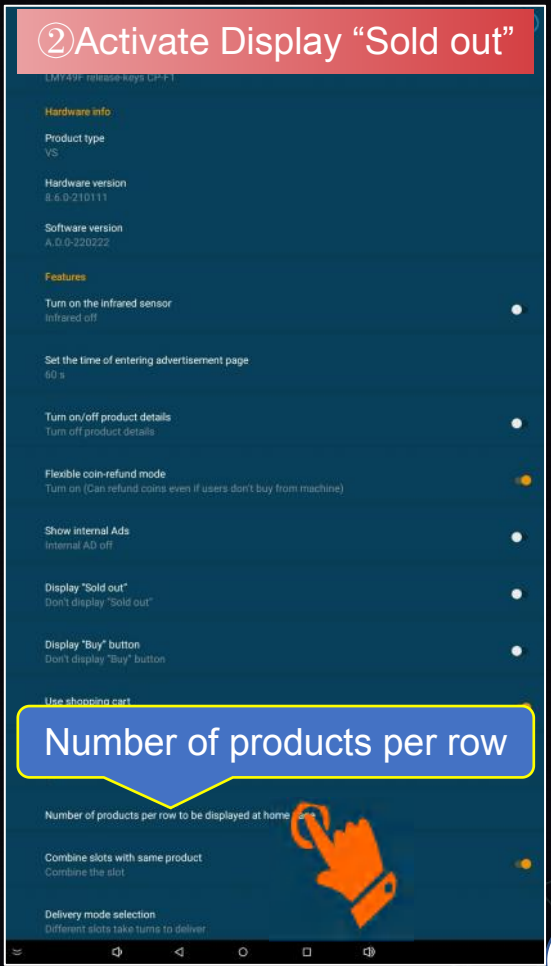 ②Activate Display “Sold out”
LMY49F release-keys CP-F1
Hardware info
Product type
VS
Hardware version
8.6.0-210111
Software version
A.D.0-220222
Features
Turn on the infrared sensor
Infrared off
Set the time of entering advertisement page
60 s
Turn on/off product details
Turn off product details
Flexible coin-refund mode
Turn on (Can refund coins even if users don't buy from machine)
Show internal Ads
Internal AD off
Display "Sold out"
Don't display "Sold out"
Display "Buy" button
Don't display "Buy" button
Use shopping cart
Number of products per row
Number of products per row to be displayed at home
Combine slots with same product
Combine the slot
Delivery mode selection
Different slots take turns to deliver